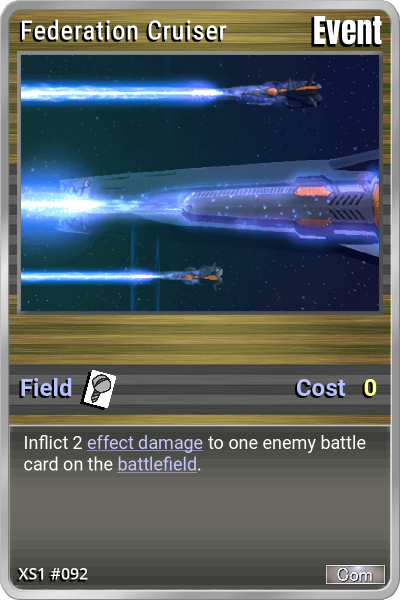 Federation Cruiser Event
Field Cost 0
Inflict 2 effect damage to one enemy battle
card on the battlefield.
XS1 #092 Com